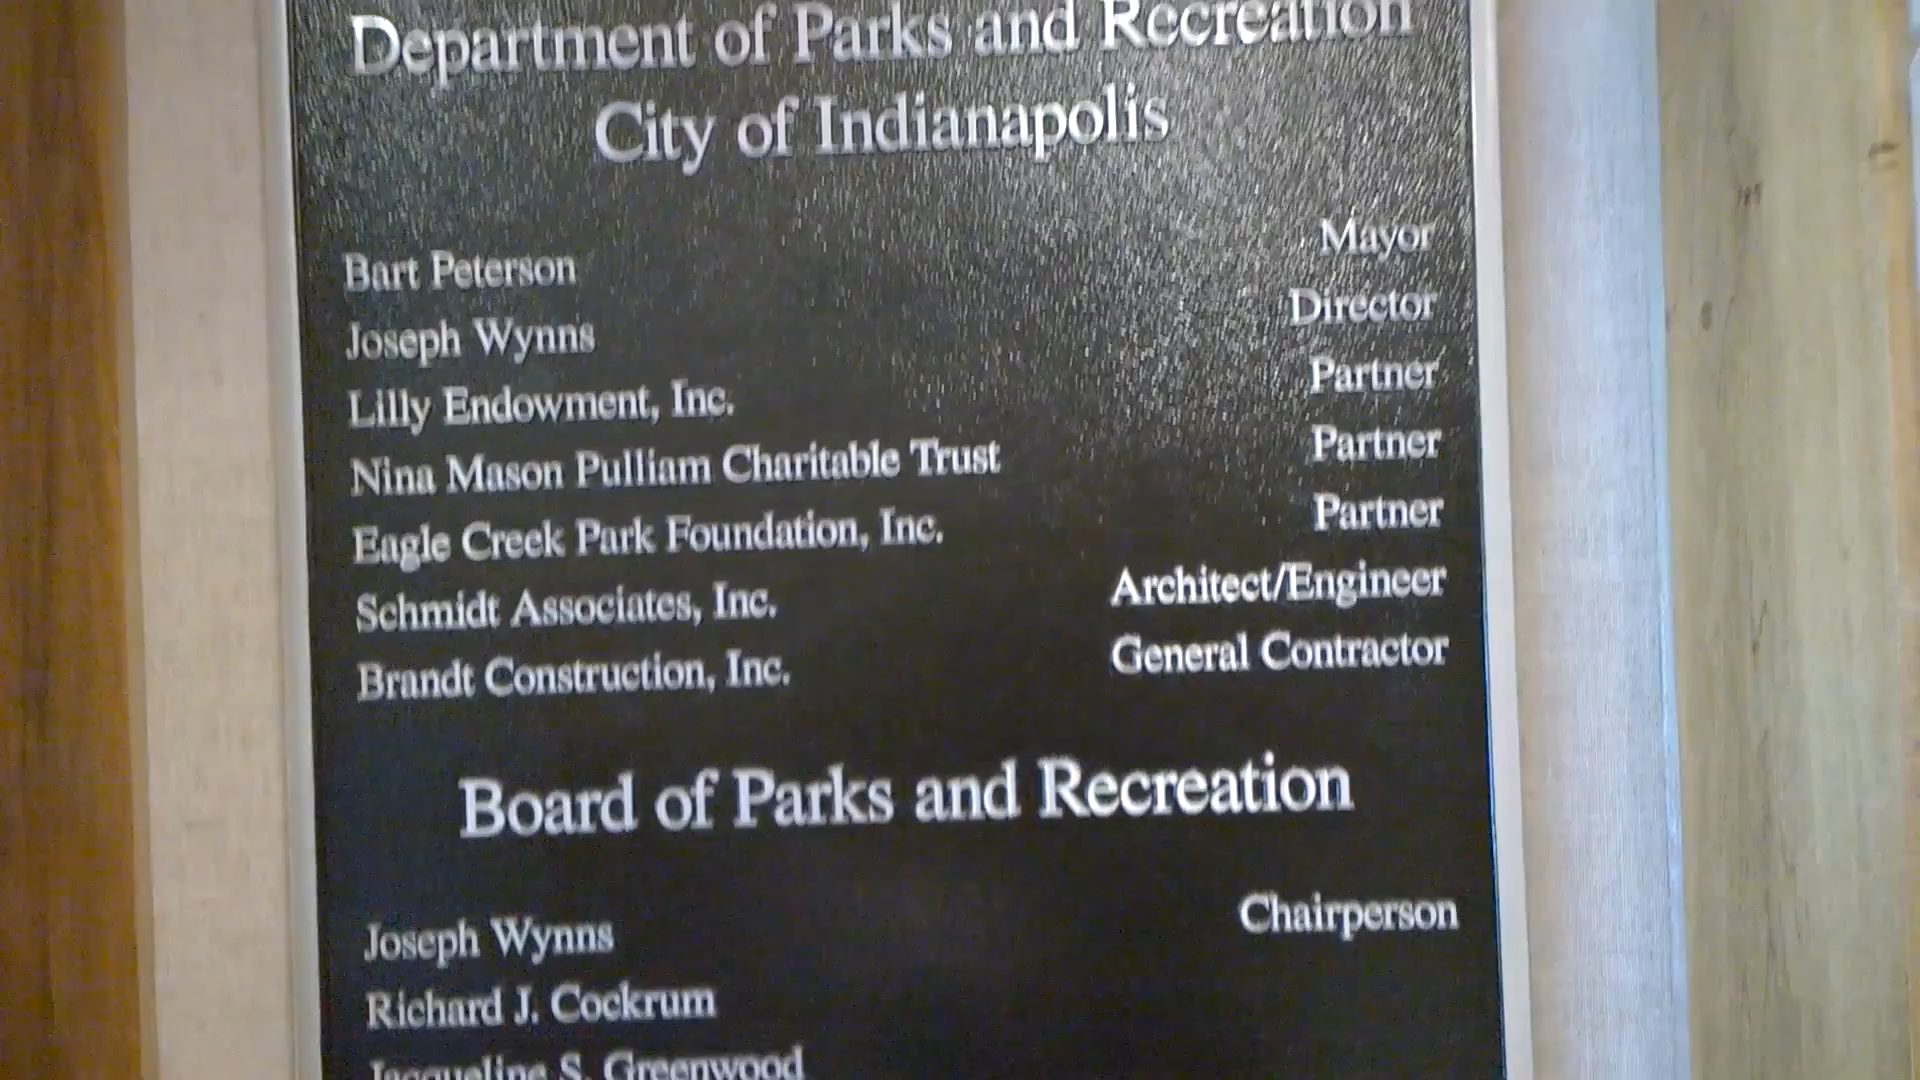 Department of Parks and Recreation
City of Indianapolis
Bart Peterson Mayor
Joseph Wynns Director
Lilly Endowment, Inc. Partner
Nina Mason Pulliam Charitable Trust Partner
Eagle Creek Park Foundation, Inc. Partner
Schmidt Associates, Inc. Architect/Engineer
Brandt Construction, Inc. General Contractor
Board of Parks and Recreation
Joseph Wynns Chairperson
Richard J. Cockrum
Jacqueline S. Greenwood